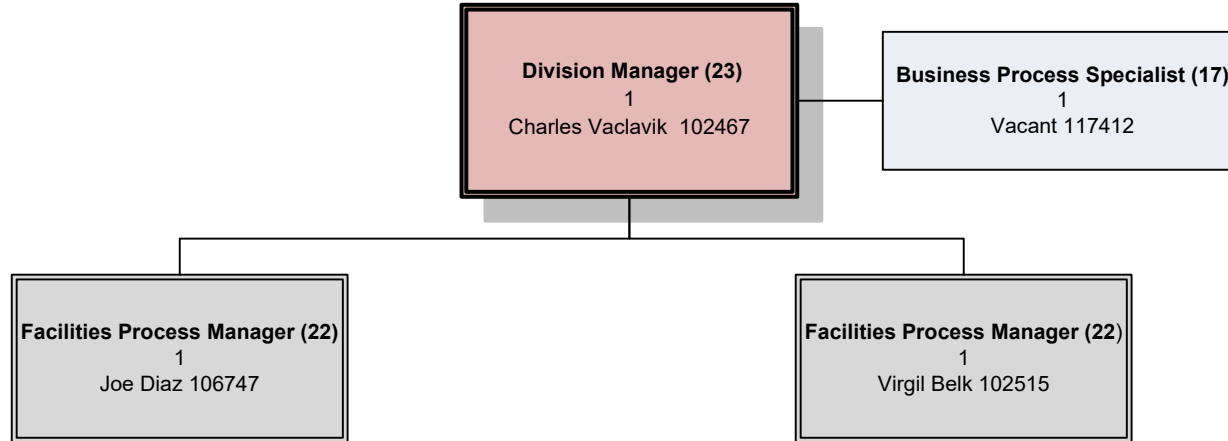 Division Manager (23)
1
Charles Vaclavik 102467
Business Process Specialist (17)
1
Vacant 117412
Facilities Process Manager (22)
1
Joe Diaz 106747
Facilities Process Manager (22)
1
Virgil Belk 102515